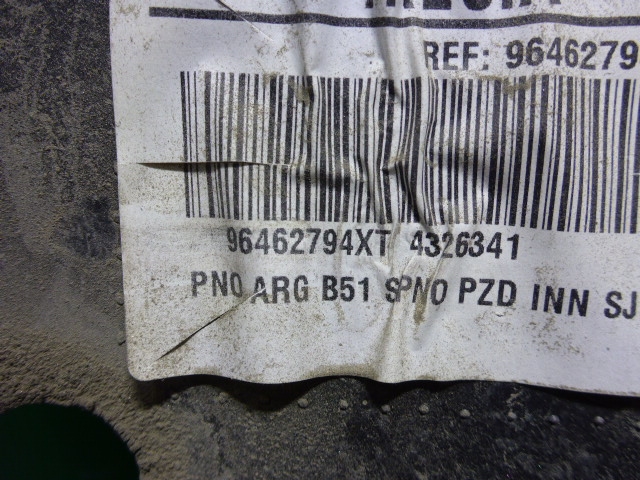 REF: 9646279
96462794XT 4326341
PNO ARG B51 SPNO PZD INN SJ